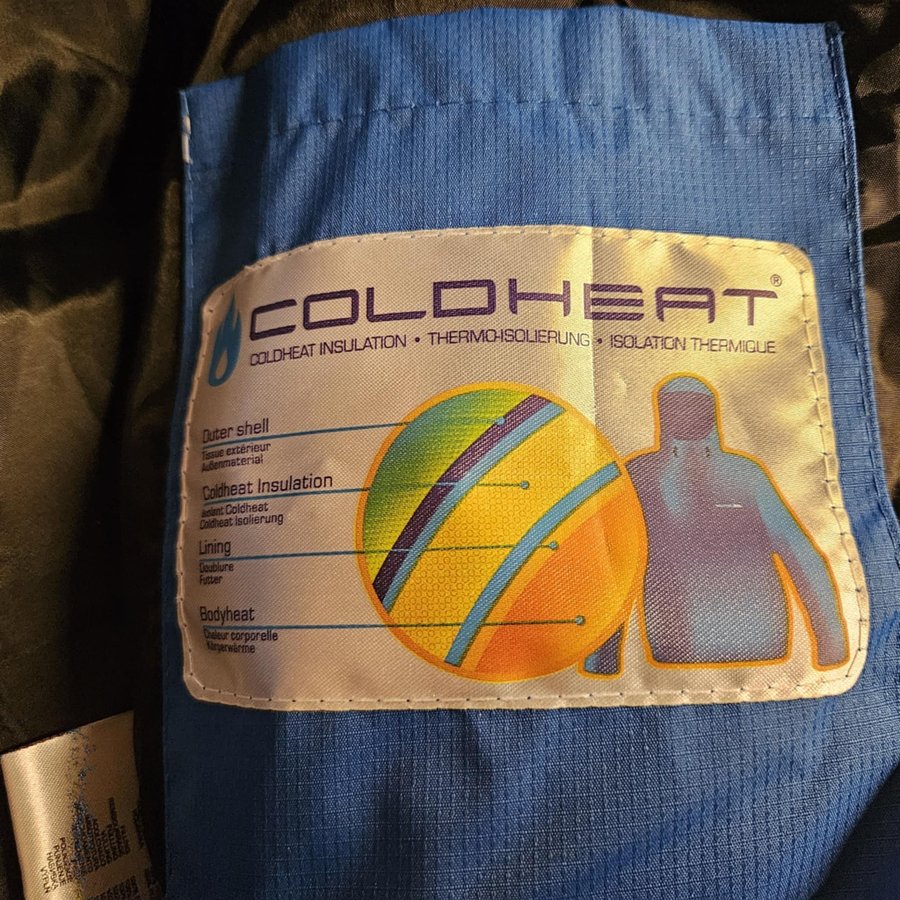 COLDHEAT®
COLDHEAT INSULATION • THERMO-ISOLIERUNG • ISOLATION THERMIQUE
Outer shell
Tissue extérieur
Außenmaterial
Coldheat Insulation
Isolant Coldheat
Coldheat Isolierung
Lining
Doublure
Futter
Bodyheat
Chaleur corporelle
Körperwärme